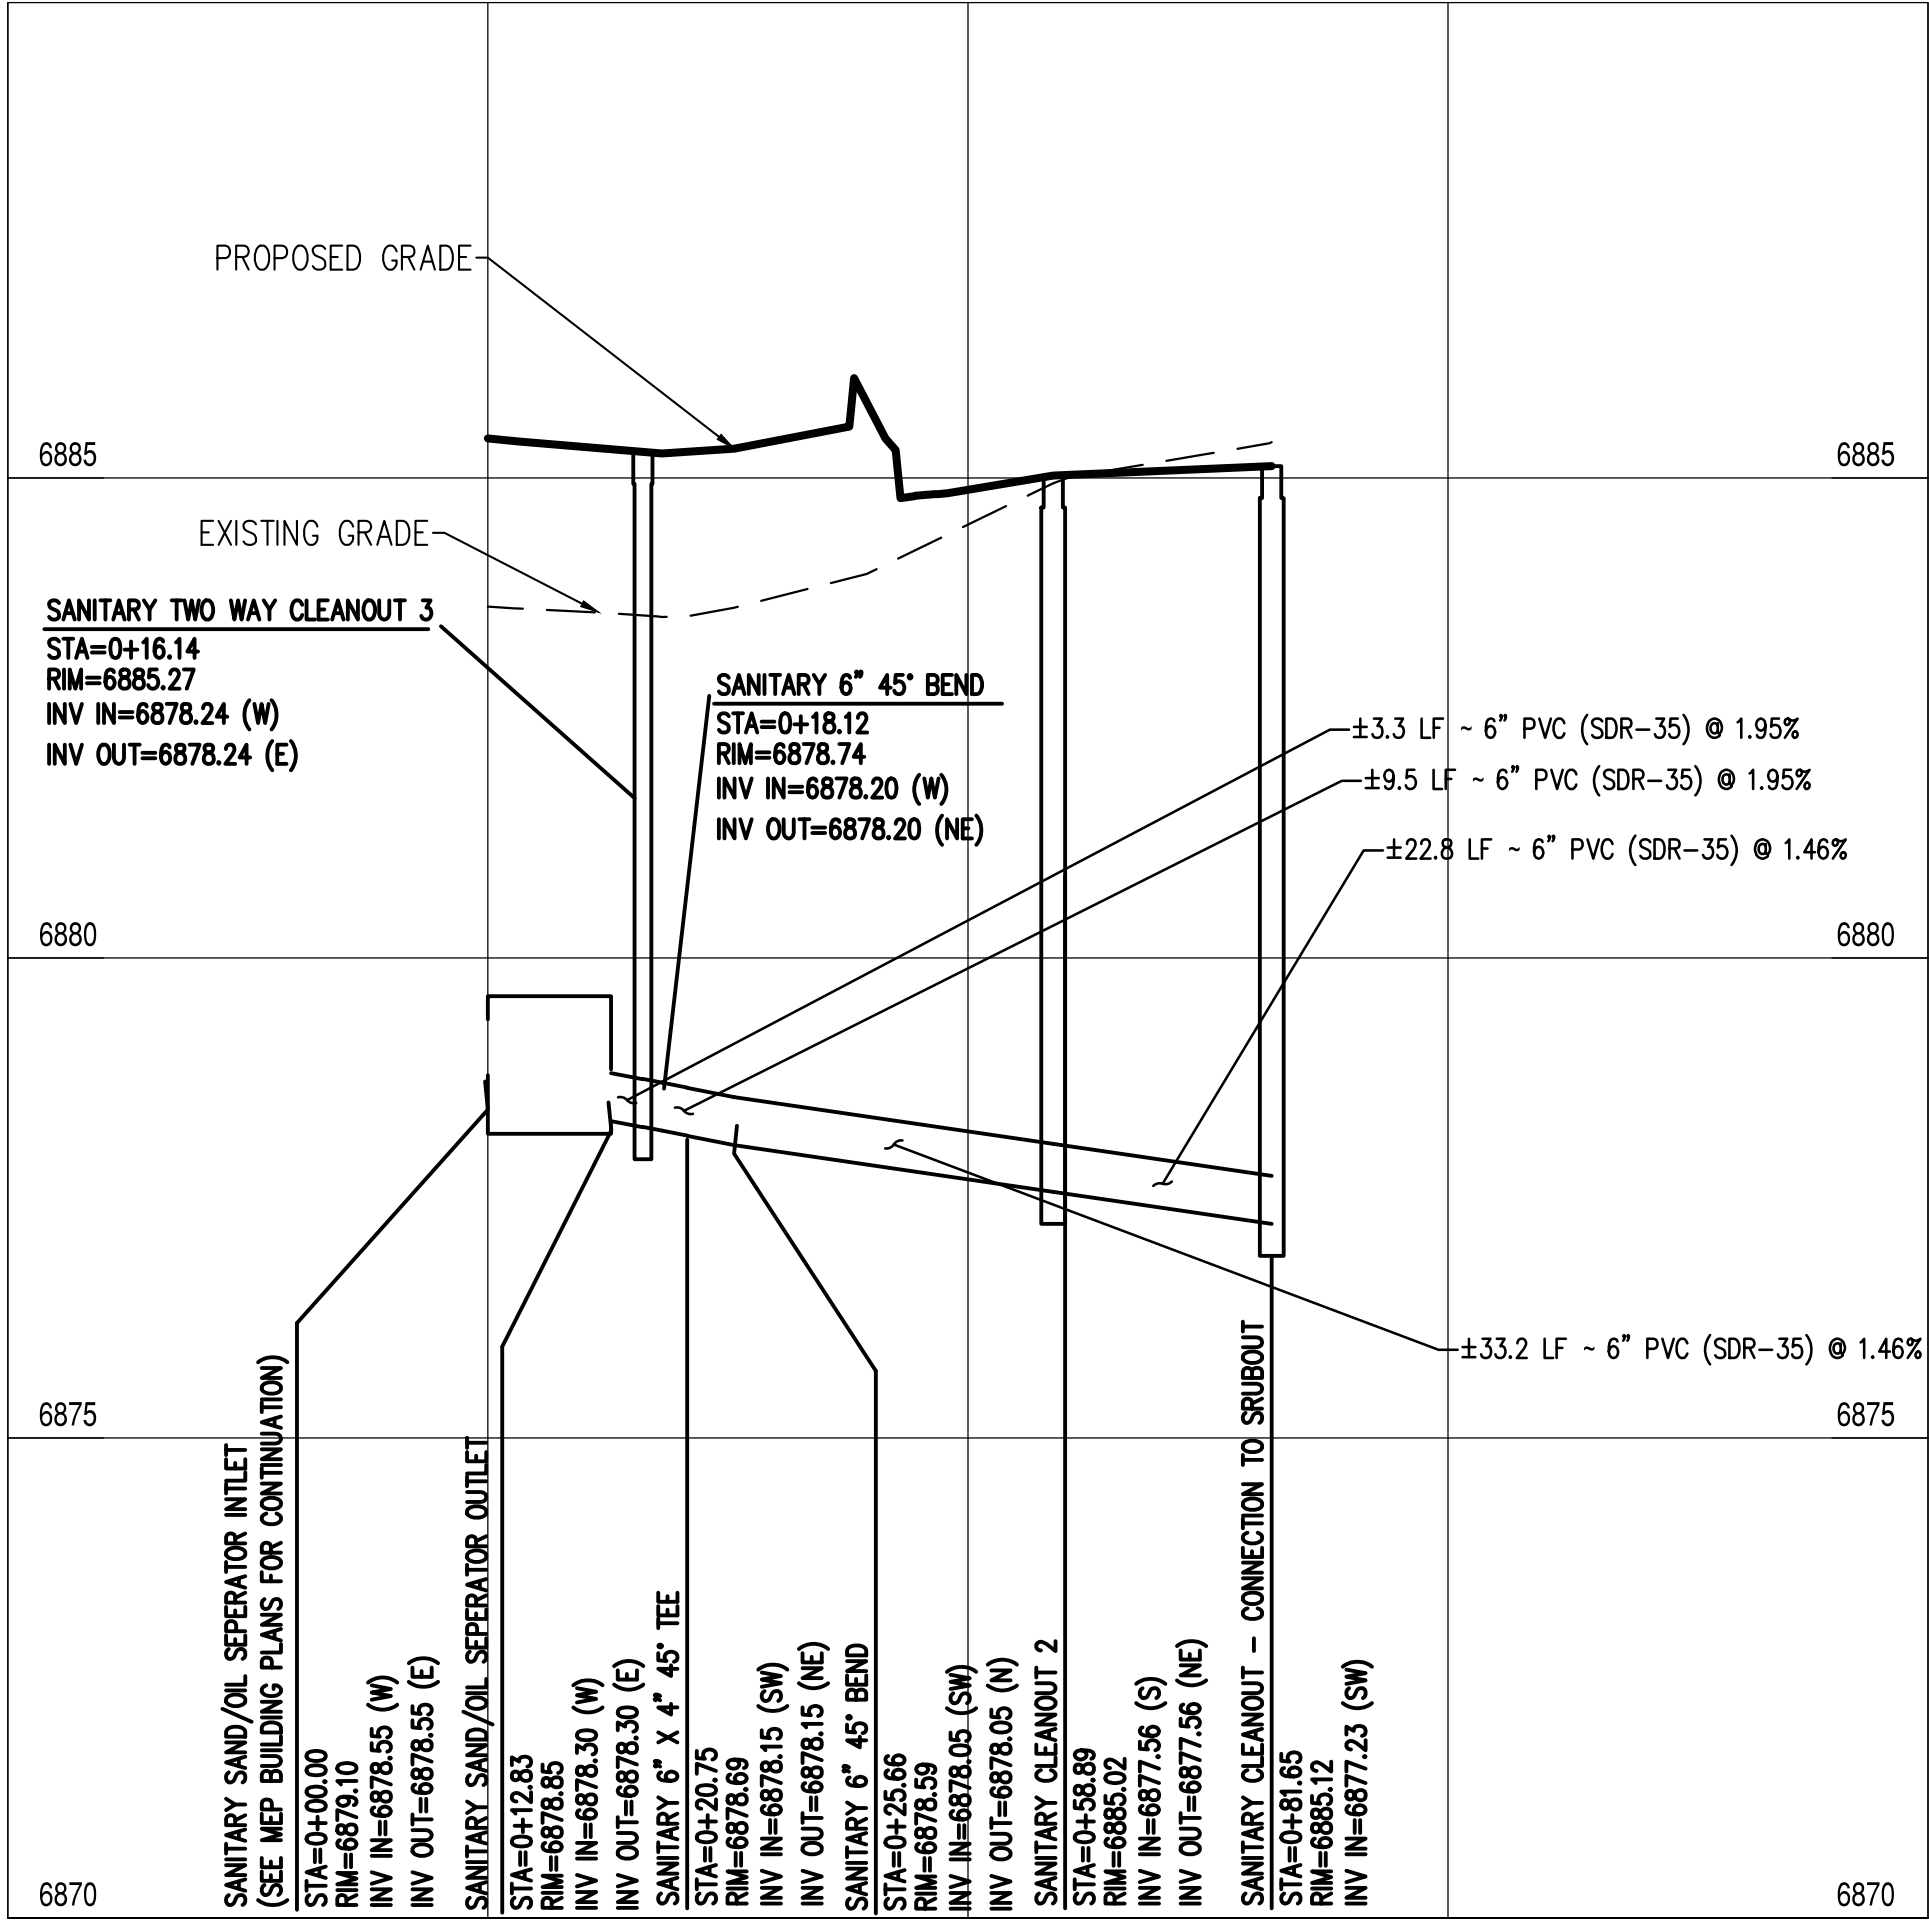 PROPOSED GRADE
6885
6885
EXISTING GRADE
SANITARY TWO WAY CLEANOUT 3
STA=0+16.14
RIM=6885.27
INV IN=6878.24 (W)
INV OUT=6878.24 (E)
SANITARY 6" 45° BEND
STA=0+18.12
RIM=6878.74
INV IN=6878.20 (W)
INV OUT=6878.20 (NE)
±3.3 LF ~ 6" PVC (SDR-35) @ 1.95%
±9.5 LF ~ 6" PVC (SDR-35) @ 1.95%
±22.8 LF ~ 6" PVC (SDR-35) @ 1.46%
6880
6880
±33.2 LF ~ 6" PVC (SDR-35) @ 1.46%
6875
6875
SANITARY SAND/OIL SEPERATOR INTLET
(SEE MEP BUILDING PLANS FOR CONTINUATION)
STA=0+00.00
RIM=6879.10
INV IN=6878.55 (W)
INV OUT=6878.55 (E)
SANITARY SAND/OIL SEPERATOR OUTLET
STA=0+12.83
RIM=6878.85
INV IN=6878.30 (W)
INV OUT=6878.30 (E)
SANITARY 6" X 4" 45° TEE
STA=0+20.75
RIM=6878.69
INV IN=6878.15 (SW)
INV OUT=6878.15 (NE)
SANITARY 6" 45° BEND
STA=0+25.66
RIM=6878.59
INV IN=6878.05 (SW)
INV OUT=6878.05 (N)
SANITARY CLEANOUT 2
STA=0+58.89
RIM=6885.02
INV IN=6877.56 (S)
INV OUT=6877.56 (NE)
SANITARY CLEANOUT - CONNECTION TO SRUBOUT
STA=0+81.65
RIM=6885.12
INV IN=6877.23 (SW)
6870
6870